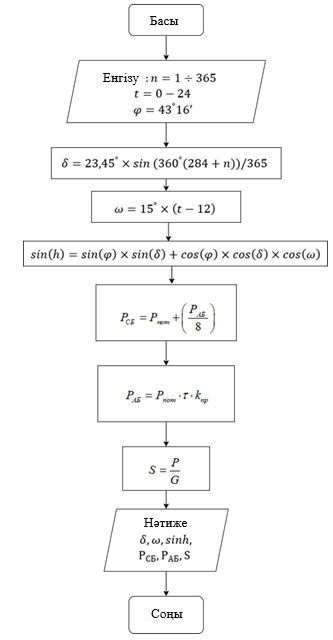 Басы
Енгізу : n = 1 ÷ 365
t = 0 − 24
φ = 43°16′
δ = 23,45° × sin (360°(284 + n))/365
ω = 15° × (t − 12)
sin(h) = sin(φ) × sin(δ) + cos(φ) × cos(δ) × cos(ω)
P_СБ = P_пот + (P_АБ / 8)
P_АБ = P_пот · τ · k_пр
S = P / G
Нәтиже
δ, ω, sinh,
P_СБ, P_АБ, S
Соңы